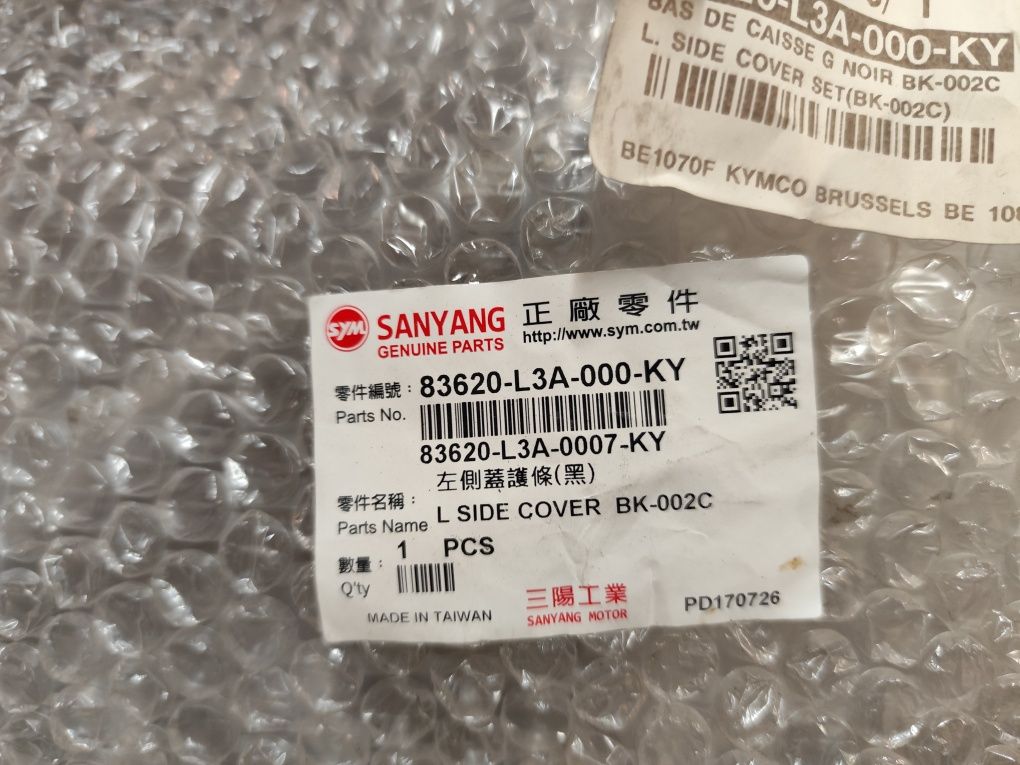 20-L3A-000-KY
BAS DE CAISSE G NOIR BK-002C
L. SIDE COVER SET(BK-002C)
BE1070F KYMCO BRUSSELS BE
SYM SANYANG 正廠零件
GENUINE PARTS http://www.sym.com.tw
零件編號: 83620-L3A-000-KY
Parts No.
83620-L3A-0007-KY
左側蓋護條(黑)
零件名稱:
Parts Name L SIDE COVER BK-002C
數量: 1 PCS
Q'ty
MADE IN TAIWAN 三陽工業 PD170726
SANYANG MOTOR